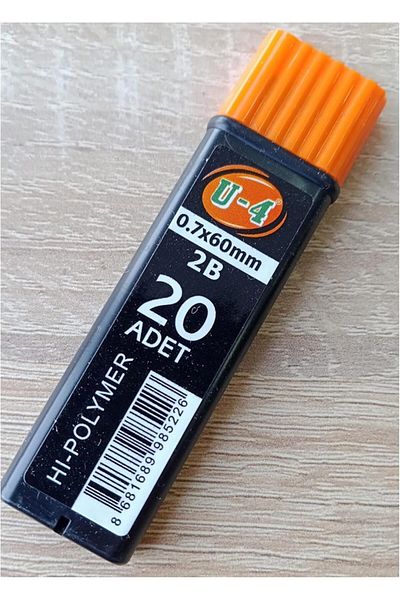 U-4
0.7x60mm
2B
20
ADET
HI-POLYMER
8 681689 985226